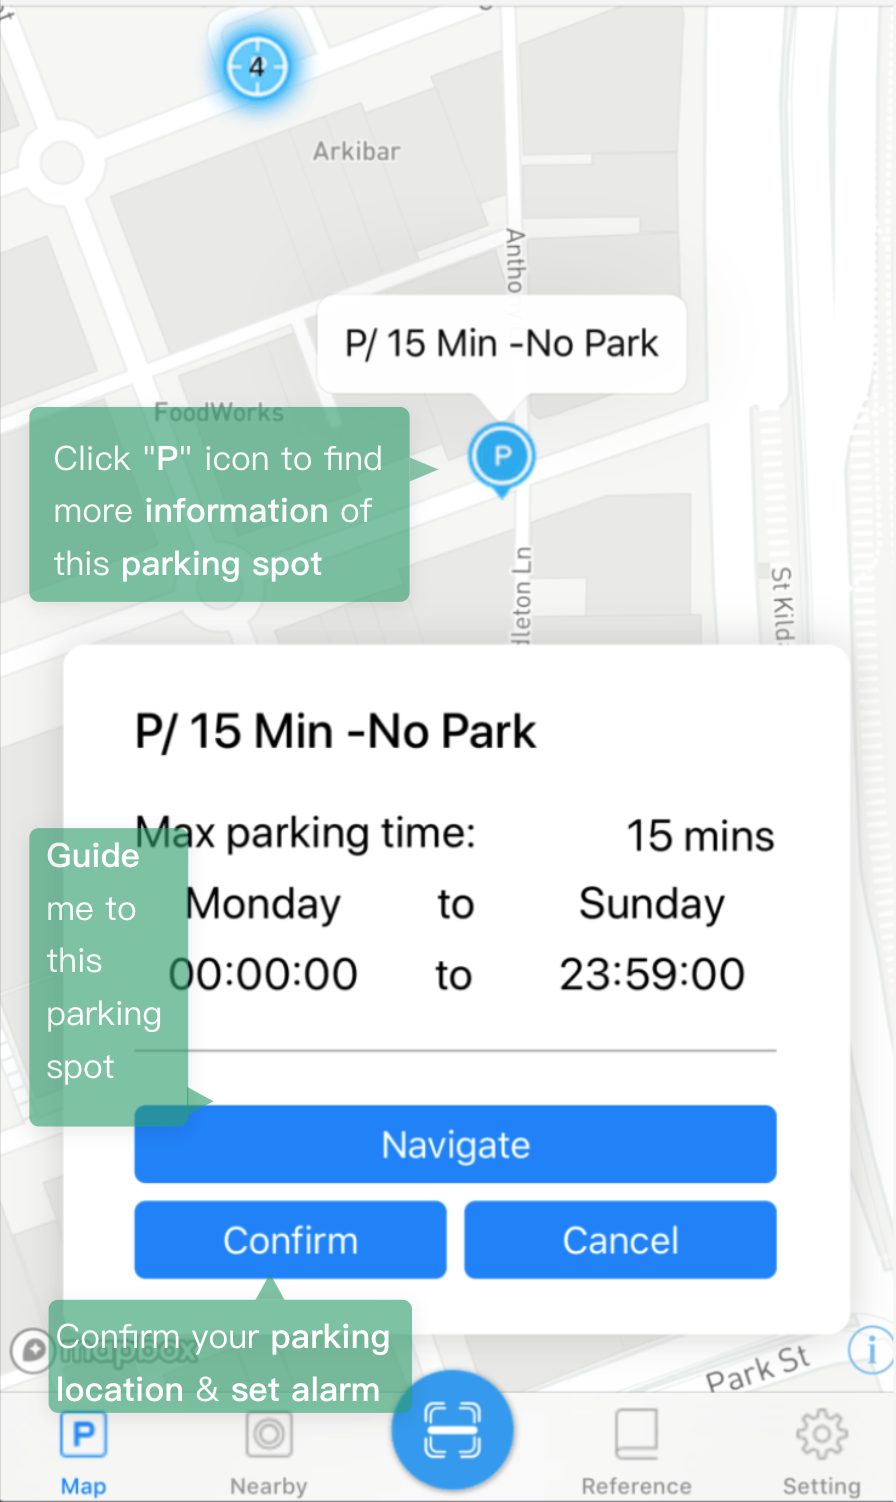 4
Arkibar
Antho
P/ 15 Min -No Park
FoodWorks
P
Click "P" icon to find
more information of
this parking spot
dleton Ln
St Kild
P/ 15 Min -No Park
Max parking time:
15 mins
Monday to Sunday
00:00:00 to 23:59:00
Guide
me to
this
parking
spot
Navigate
Confirm Cancel
Confirm your parking
location & set alarm
mapbox
Park St
i
P
Map Nearby Reference Setting